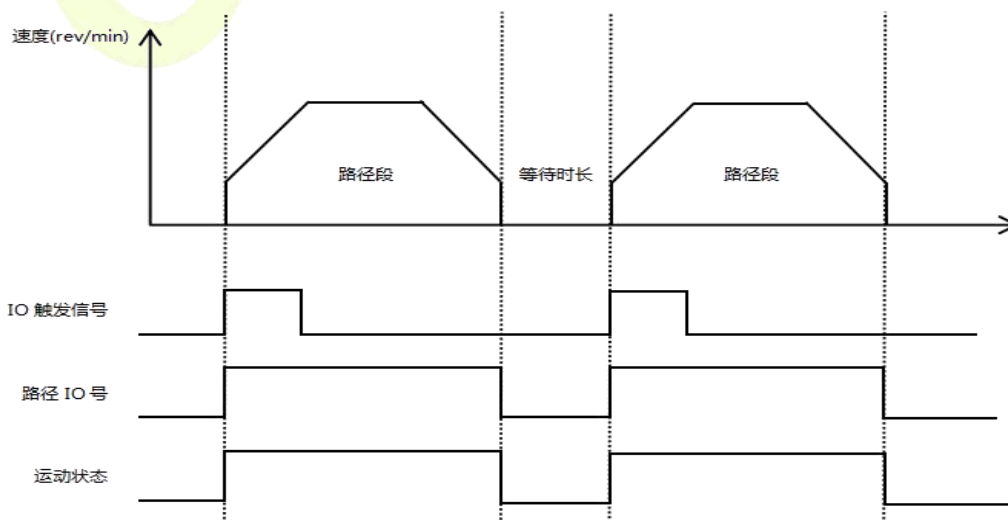 速度(rev/min)
路径段
等待时长
路径段
IO 触发信号
路径 IO 号
运动状态